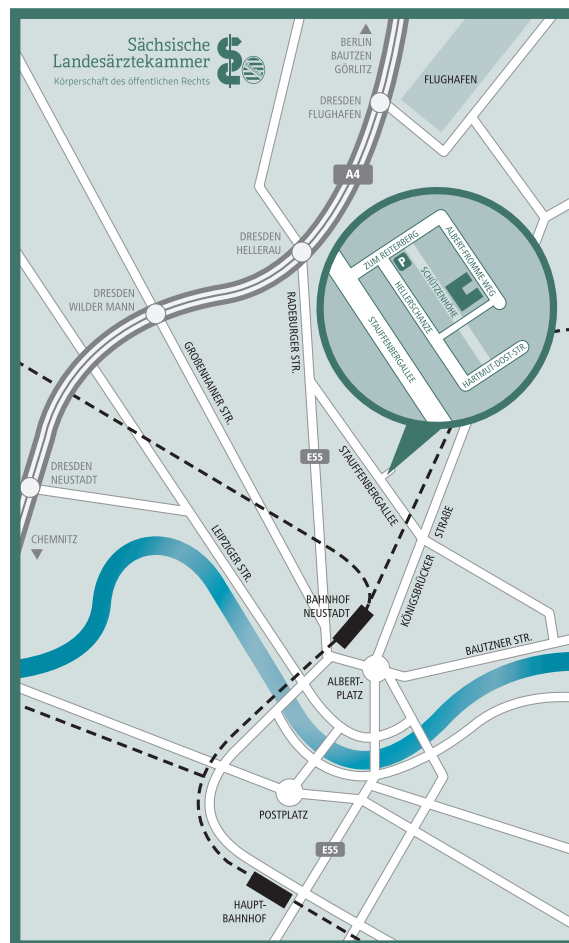 Sächsische
Landesärztekammer
Körperschaft des öffentlichen Rechts
BERLIN
BAUTZEN
GÖRLITZ
FLUGHAFEN
DRESDEN
FLUGHAFEN
A4
DRESDEN
HELLERAU
ZUM REITERBERG
ALBERT-FROMME-WEG
P
SCHÜTZENHÖHE
HELLERSCHANZE
STAUFFENBERGALLEE
HARTMUT-DOST-STR.
DRESDEN
WILDER MANN
RADEBURGER STR.
GROßENHAINER STR.
E55
STAUFFENBERGALLEE
DRESDEN
NEUSTADT
CHEMNITZ
LEIPZIGER STR.
KÖNIGSBRÜCKER
STRAßE
BAHNHOF
NEUSTADT
BAUTZNER STR.
ALBERT-
PLATZ
POSTPLATZ
E55
HAUPT-
BAHNHOF